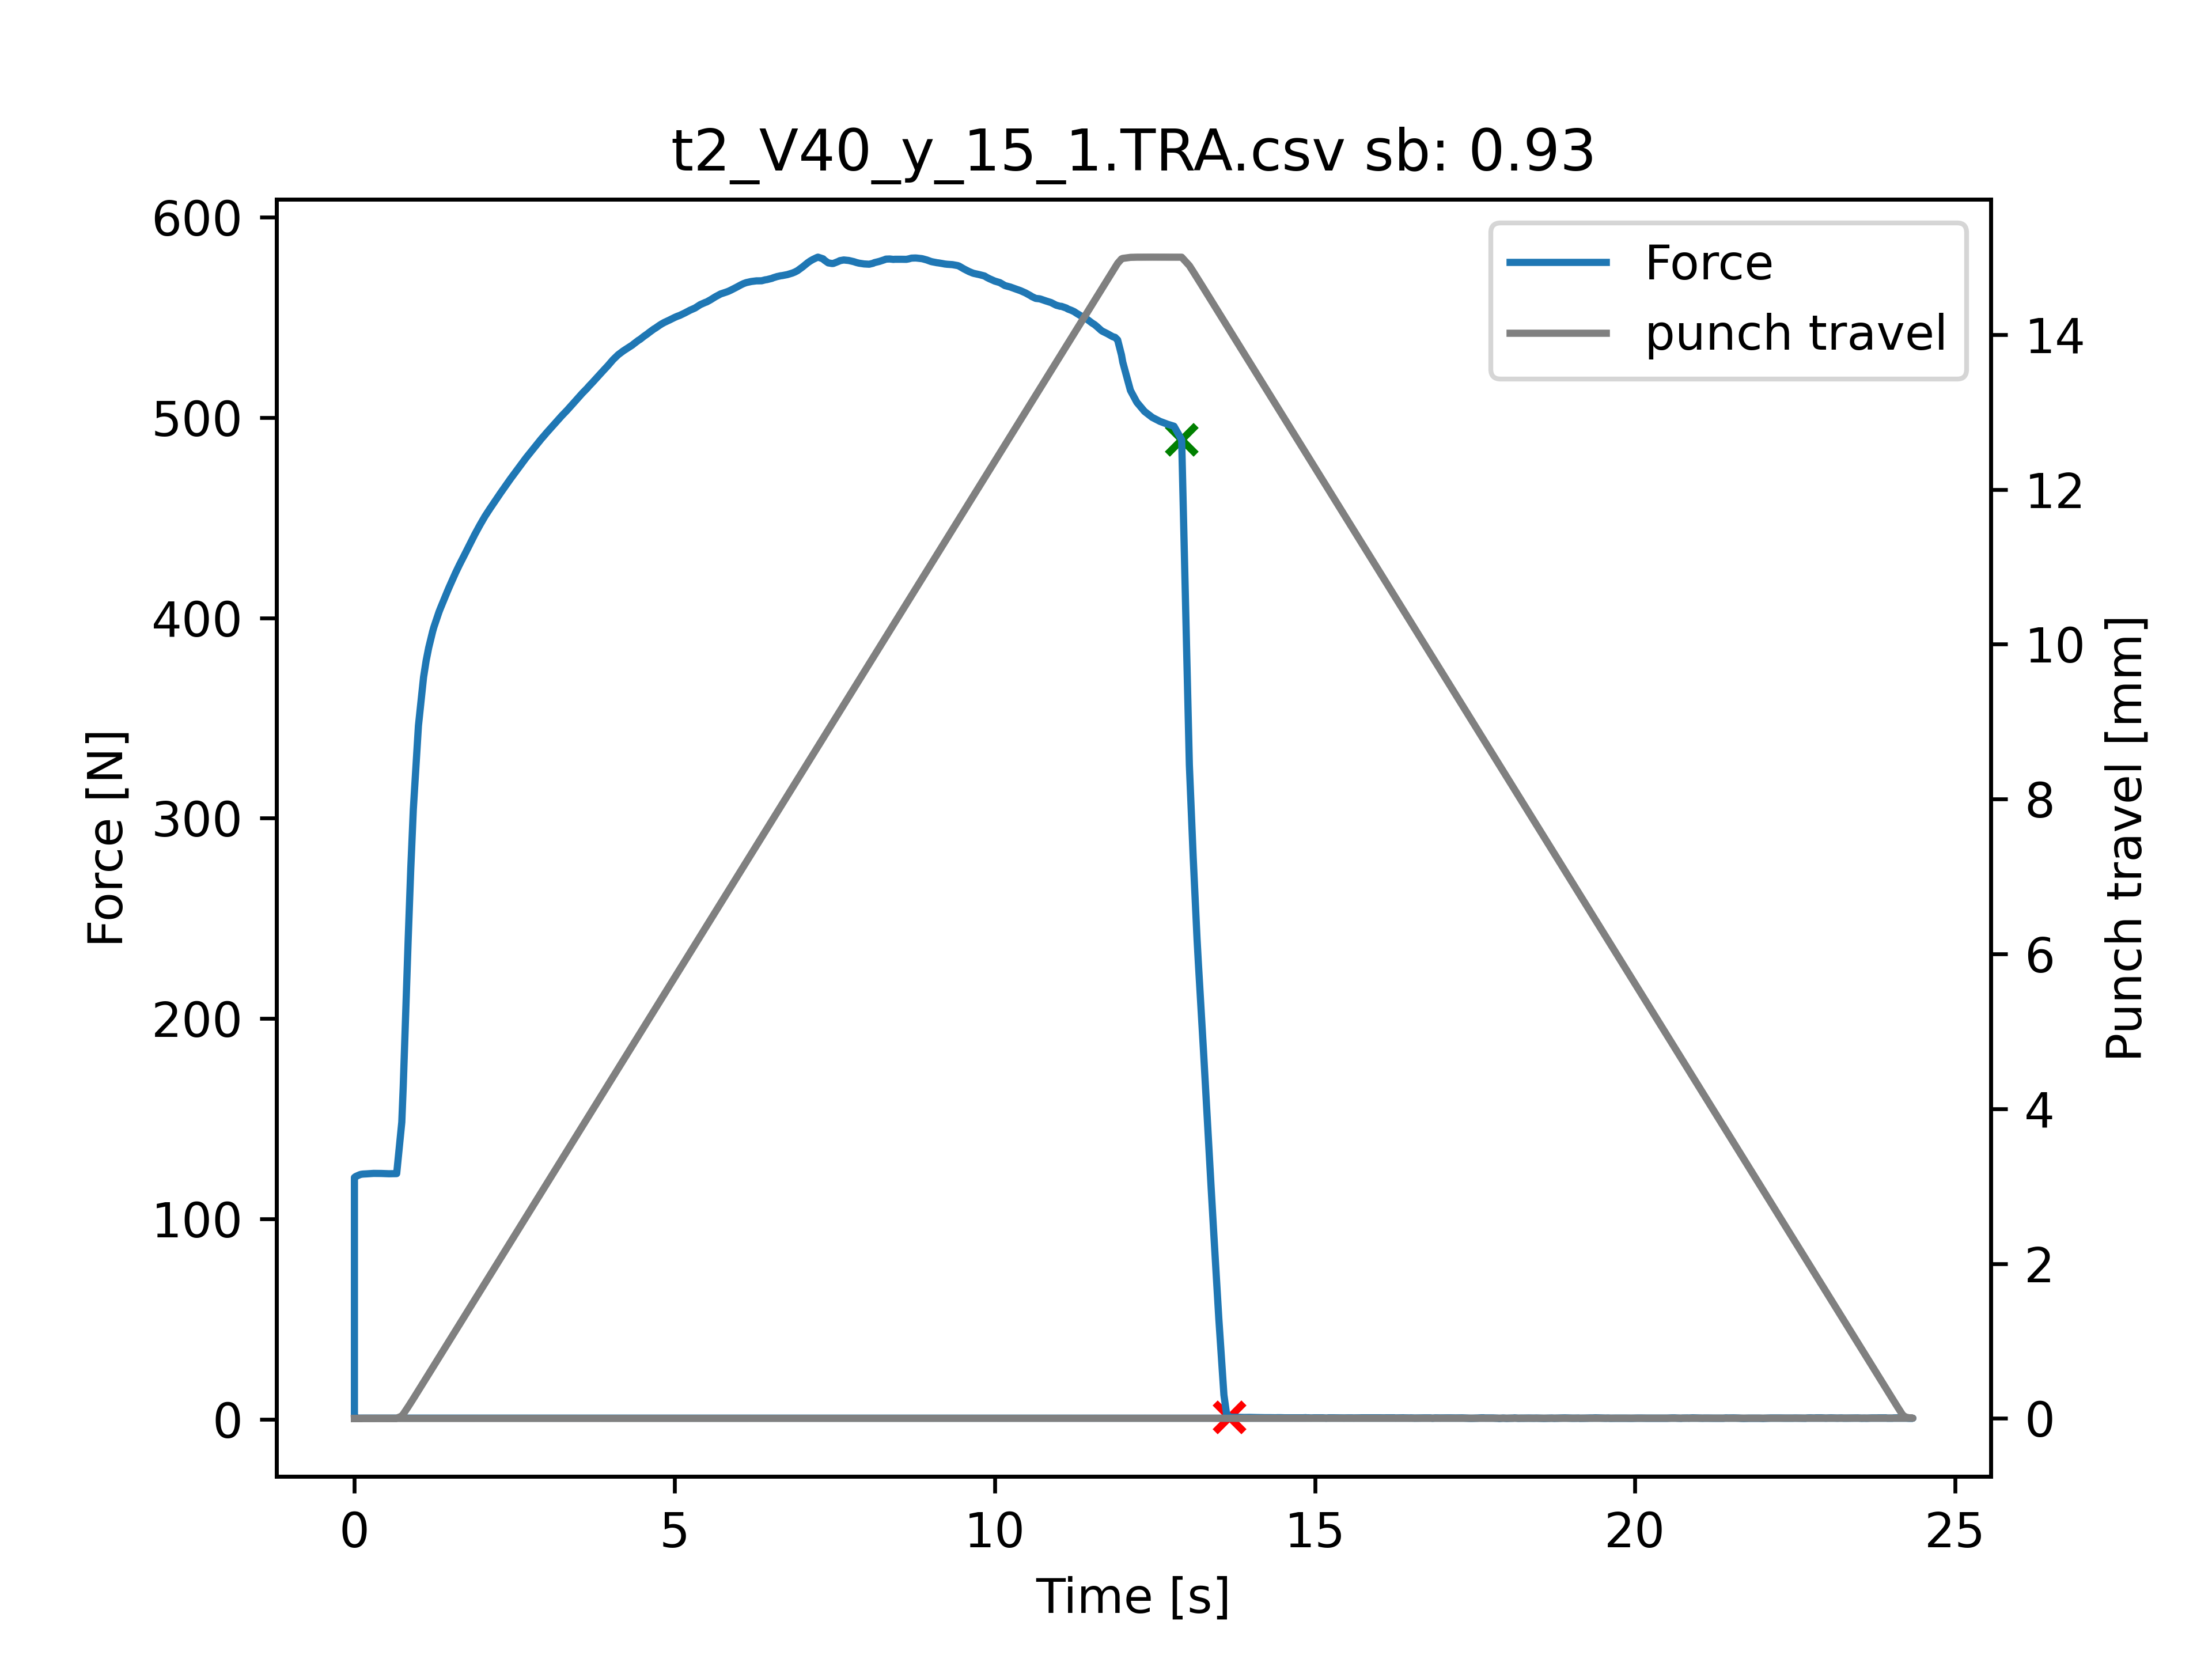 t2_V40_y_15_1.TRA.csv sb: 0.93
Force
punch travel
600
500
400
300
200
100
0
Force [N]
14
12
10
8
6
4
2
0
Punch travel [mm]
0 5 10 15 20 25
Time [s]